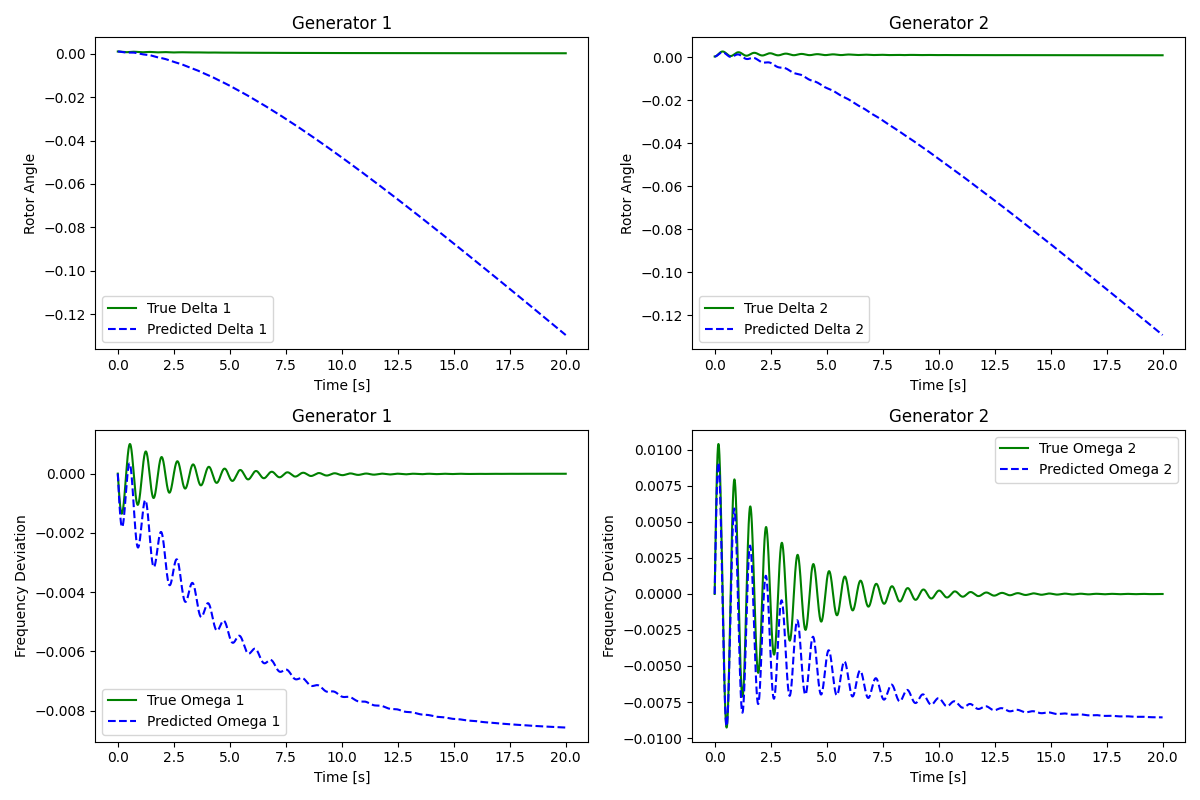 Generator 1
0.00
−0.02
−0.04
−0.06
−0.08
−0.10
−0.12
Rotor Angle
True Delta 1
Predicted Delta 1
0.0 2.5 5.0 7.5 10.0 12.5 15.0 17.5 20.0
Time [s]
Generator 2
0.00
−0.02
−0.04
−0.06
−0.08
−0.10
−0.12
Rotor Angle
True Delta 2
Predicted Delta 2
0.0 2.5 5.0 7.5 10.0 12.5 15.0 17.5 20.0
Time [s]
Generator 1
0.000
−0.002
−0.004
−0.006
−0.008
Frequency Deviation
True Omega 1
Predicted Omega 1
0.0 2.5 5.0 7.5 10.0 12.5 15.0 17.5 20.0
Time [s]
Generator 2
0.0100
0.0075
0.0050
0.0025
0.0000
−0.0025
−0.0050
−0.0075
−0.0100
Frequency Deviation
True Omega 2
Predicted Omega 2
0.0 2.5 5.0 7.5 10.0 12.5 15.0 17.5 20.0
Time [s]